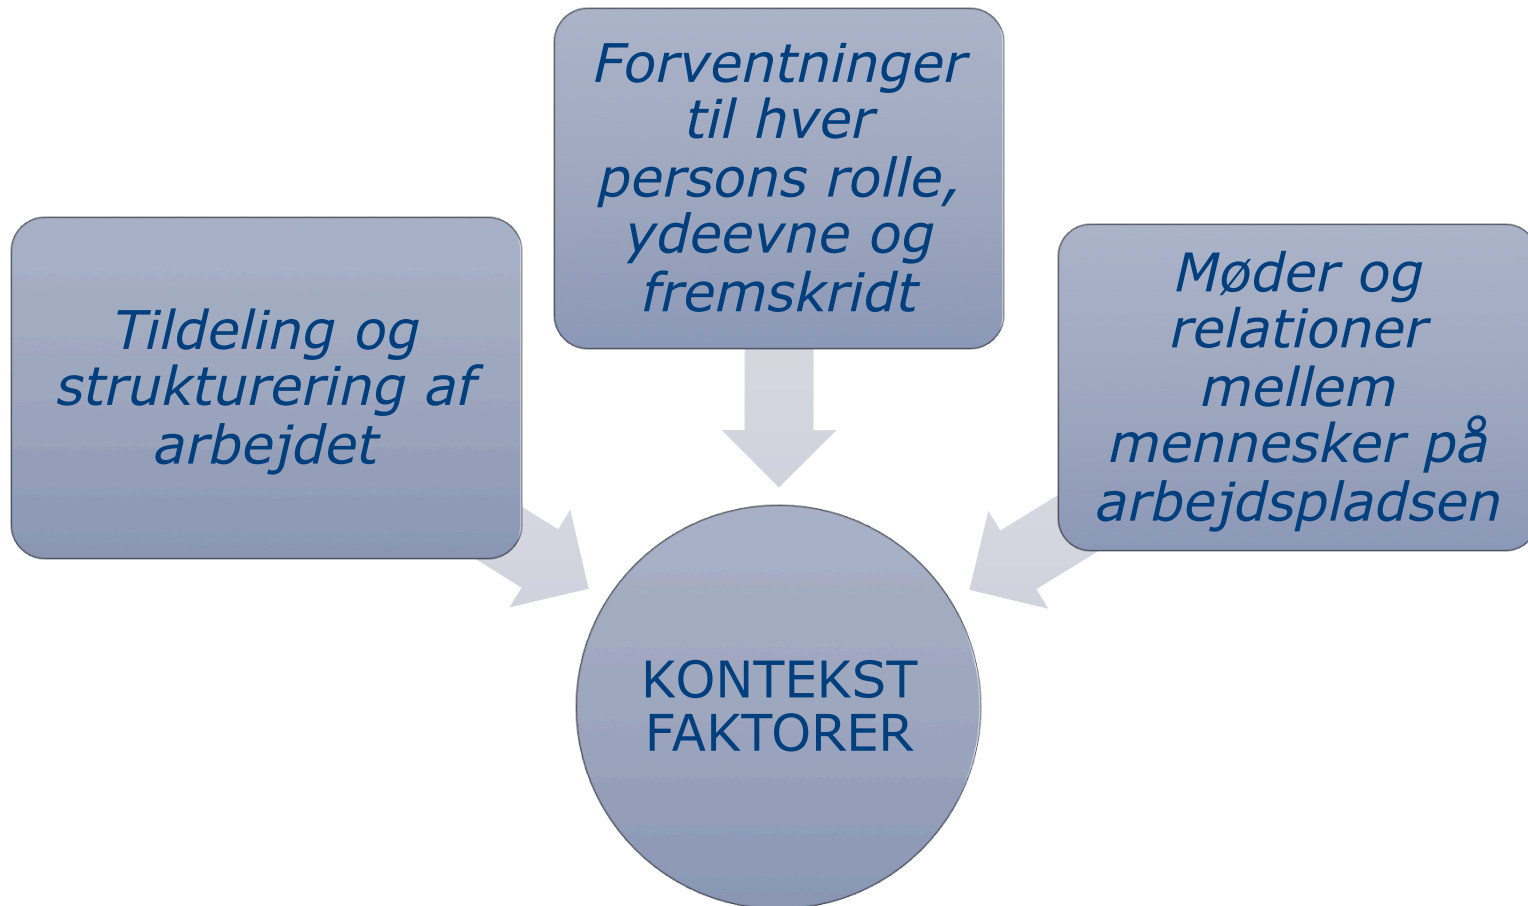 Tildeling og
strukturering af
arbejdet
Forventninger
til hver
persons rolle,
ydeevne og
fremskridt
Møder og
relationer
mellem
mennesker på
arbejdspladsen
KONTEKST
FAKTORER